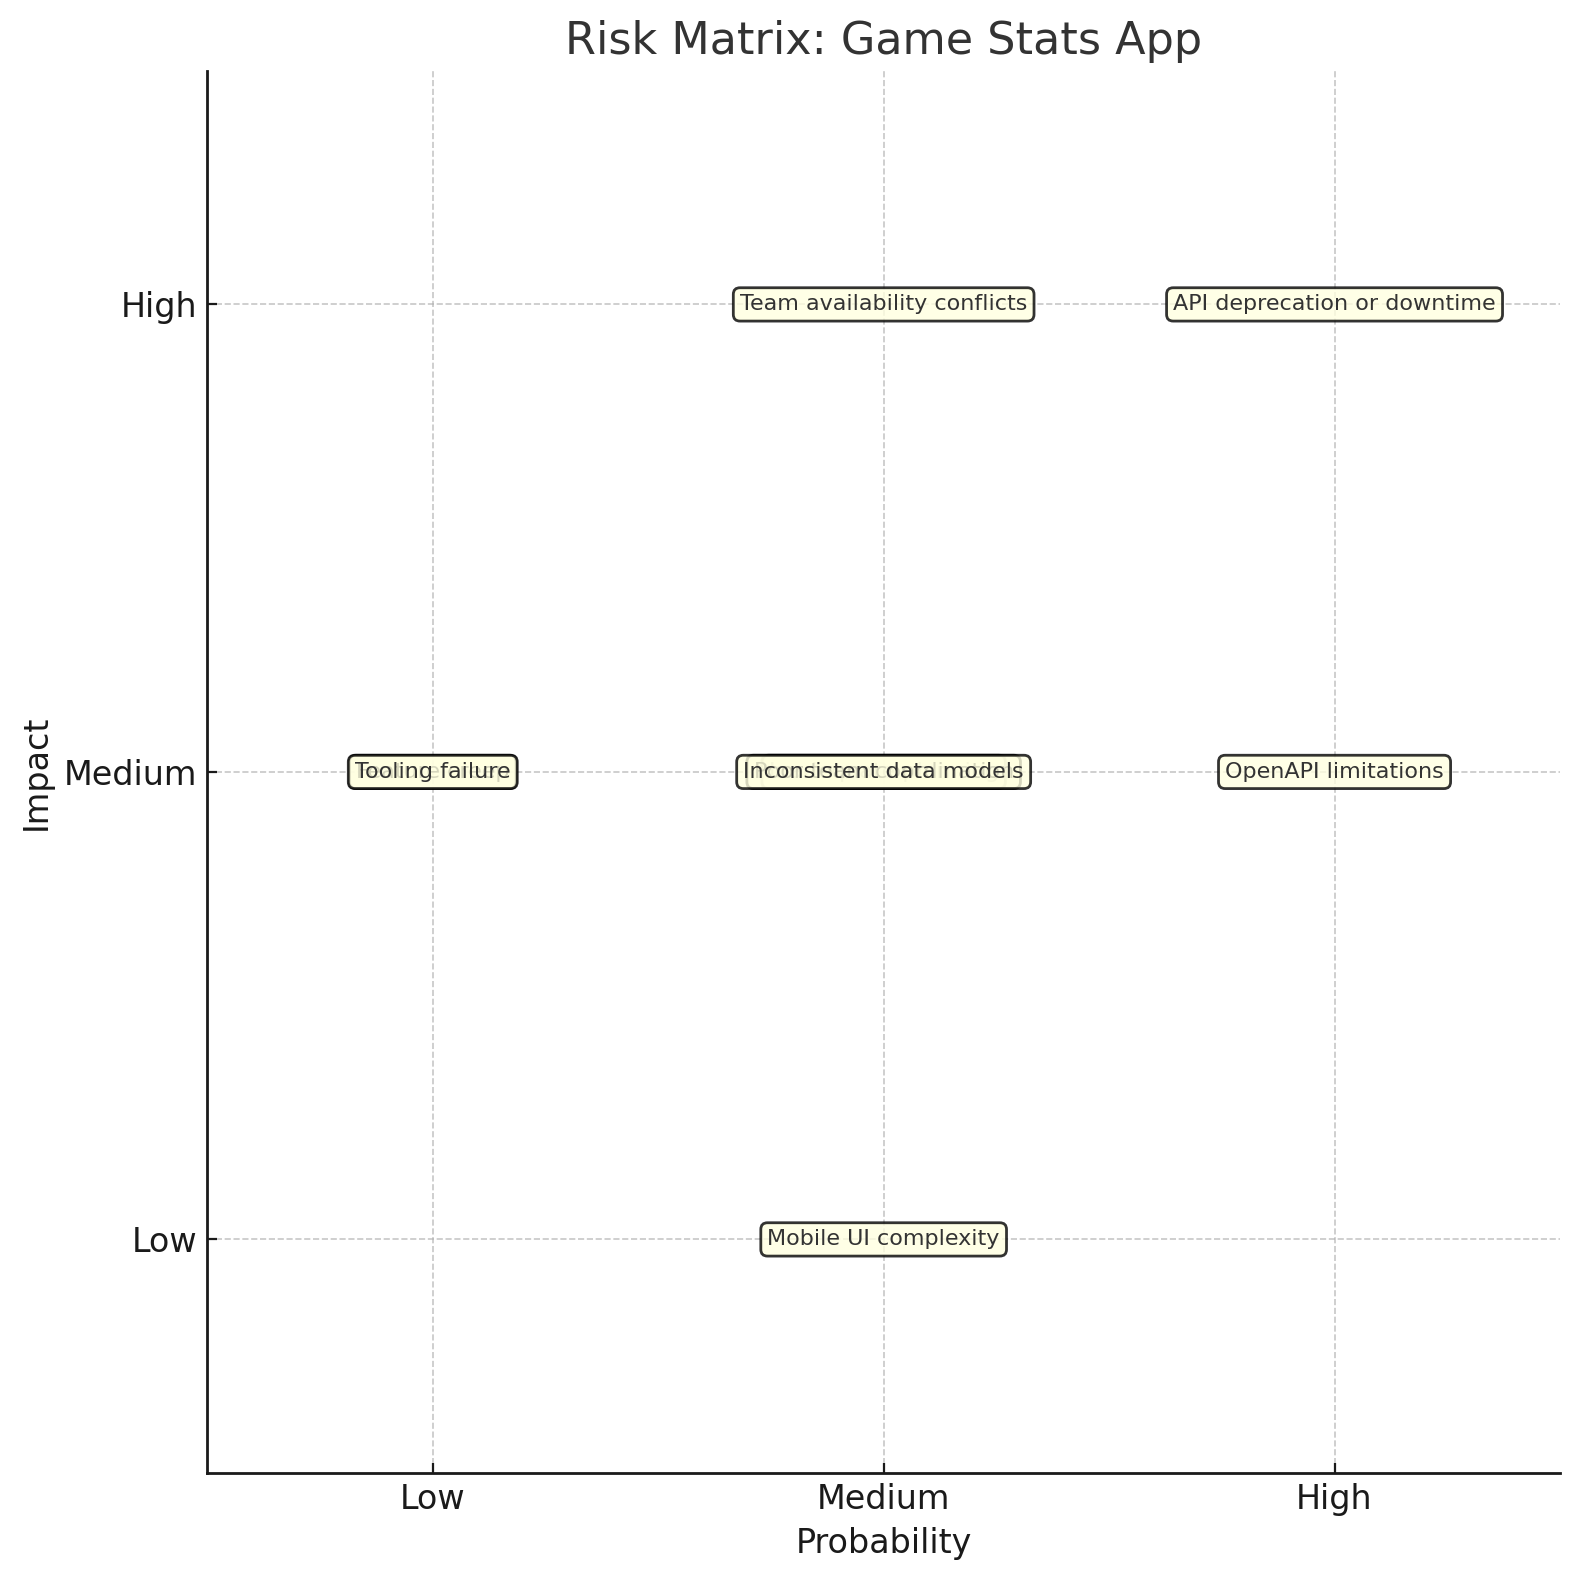 Risk Matrix: Game Stats App
High
Team availability conflicts
API deprecation or downtime
Impact
Medium
Tooling failure
Inconsistent data models
OpenAPI limitations
Low
Mobile UI complexity
Low
Medium
High
Probability